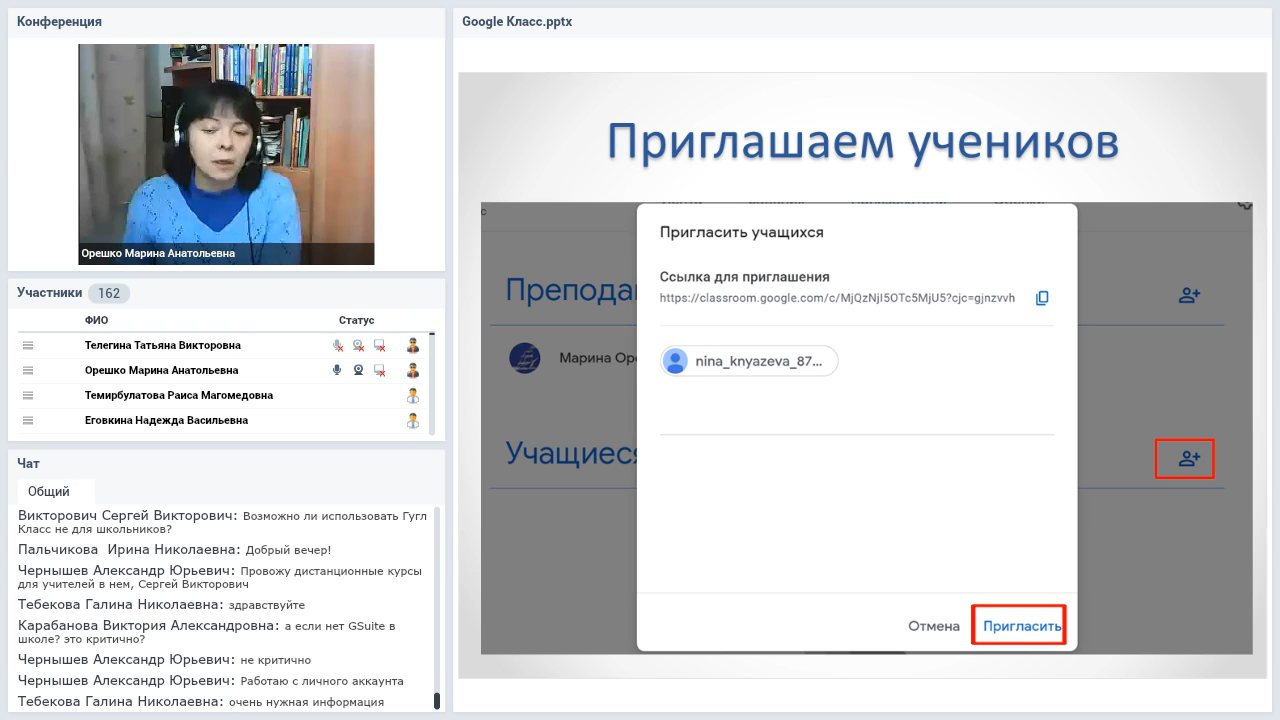 Конференция
Орешко Марина Анатольевна
Участники 162
ФИО Статус
Телегина Татьяна Викторовна
Орешко Марина Анатольевна
Темирбулатова Раиса Магомедовна
Еговкина Надежда Васильевна
Чат
Общий
Викторович Сергей Викторович: Возможно ли использовать Гугл
Класс не для школьников?
Пальчикова Ирина Николаевна: Добрый вечер!
Чернышев Александр Юрьевич: Провожу дистанционные курсы
для учителей в нем, Сергей Викторович
Тебекова Галина Николаевна: здравствуйте
Карабанова Виктория Александровна: а если нет GSuite в
школе? это критично?
Чернышев Александр Юрьевич: не критично
Чернышев Александр Юрьевич: Работаю с личного аккаунта
Тебекова Галина Николаевна: очень нужная информация
Google Класс.pptx
Приглашаем учеников
Пригласить учащихся
Ссылка для приглашения
https://classroom.google.com/c/MjQzNjI5OTc5MjU5?cjc=gjnzvvh
Препода
Марина Оре
nina_knyazeva_87...
Учащиеся
Отмена Пригласить